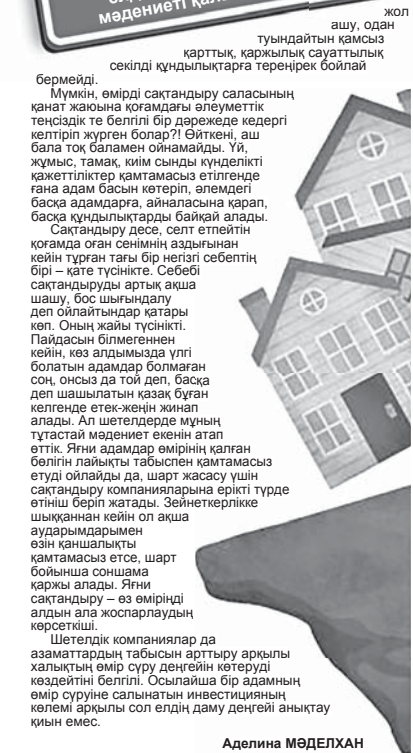 мәдениеті
жол
ашу, одан
туындайтын қамсыз
қарттық, қаржылық сауаттылық
секілді құндылықтарға тереңірек бойлай
бермейді.
Мүмкін, өмірді сақтандыру саласының
қанат жаюына қоғамдағы әлеуметтік
теңсіздік те белгілі бір дәрежеде кедергі
келтіріп жүрген болар?! Өйткені, аш
бала тоқ баламен ойнамайды. Үй,
жұмыс, тамақ, киім сынды күнделікті
қажеттіліктер қамтамасыз етілгенде
ғана адам басын көтеріп, әлемдегі
басқа адамдарға, айналасына қарап,
басқа құндылықтарды байқай алады.
Сақтандыру десе, селт етпейтін
қоғамда оған сенімнің аздығынан
кейін тұрған тағы бір негізгі себептің
бірі – қате түсінікте. Себебі
сақтандыруды артық ақша
шашу, бос шығындалу
деп ойлайтындар қатары
көп. Оның жайы түсінікті.
Пайдасын білмегеннен
кейін, көз алдымызда үлгі
болатын адамдар болмаған
соң, онсыз да той деп, басқа
деп шашылатын қазақ бұған
келгенде етек-жеңін жинап
алады. Ал шетелдерде мұның
тұтастай мәдениет екенін атап
өттік. Яғни адамдар өмірінің қалған
бөлігін лайықты табыспен қамтамасыз
етуді ойлайды да, шарт жасасу үшін
сақтандыру компанияларына ерікті түрде
өтініш беріп жатады. Зейнеткерлікке
шыққаннан кейін ол ақша
аударымдарымен
өзін қаншалықты
қамтамасыз етсе, шарт
бойынша соншама
қаржы алады. Яғни
сақтандыру – өз өміріңді
алдын ала жоспарлаудың
көрсеткіші.
Шетелдік компаниялар да
азаматтардың табысын арттыру арқылы
халықтың өмір сүру деңгейін көтеруді
көздейтіні белгілі. Осылайша бір адамның
өмір суруіне салынатын инвестицияның
көлемі арқылы сол елдің даму деңгейі анықтау
қиын емес.
Аделина МӘДЕЛХАН